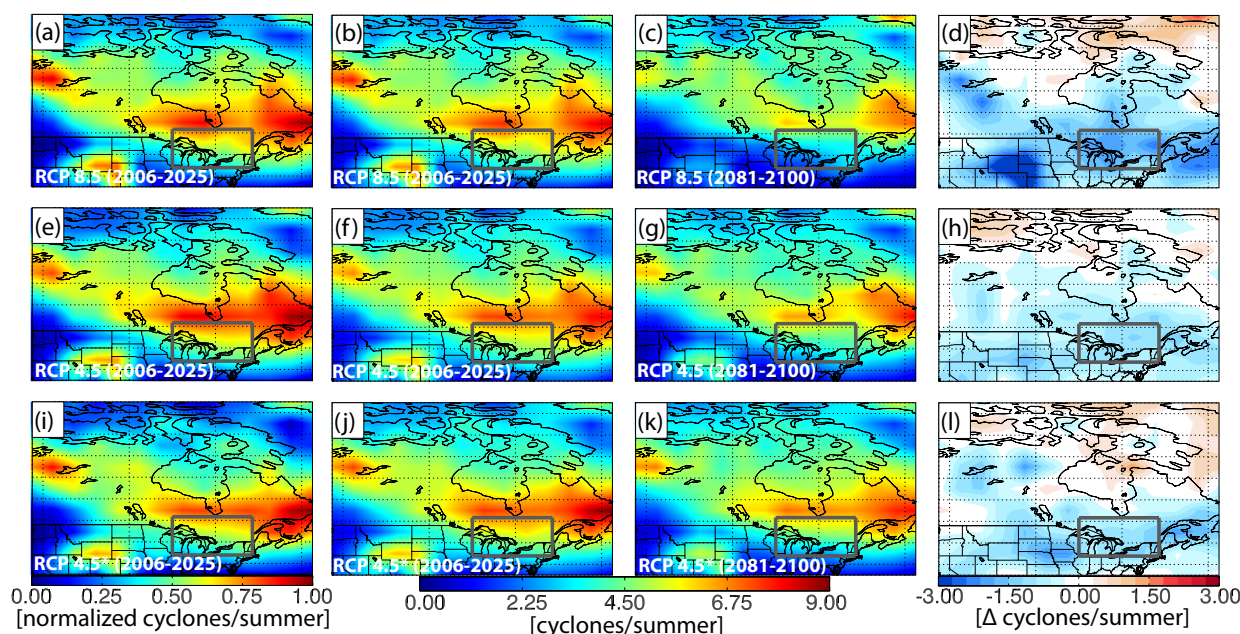 (a) (b) (c) (d)
RCP 8.5 (2006-2025) RCP 8.5 (2006-2025) RCP 8.5 (2081-2100)
(e) (f) (g) (h)
RCP 4.5 (2006-2025) RCP 4.5 (2006-2025) RCP 4.5 (2081-2100)
(i) (j) (k) (l)
RCP 4.5* (2006-2025) RCP 4.5* (2006-2025) RCP 4.5* (2081-2100)
0.00 0.25 0.50 0.75 1.00 0.00 2.25 4.50 6.75 9.00 -3.00 -1.50 0.00 1.50 3.00
[normalized cyclones/summer] [cyclones/summer] [Δ cyclones/summer]